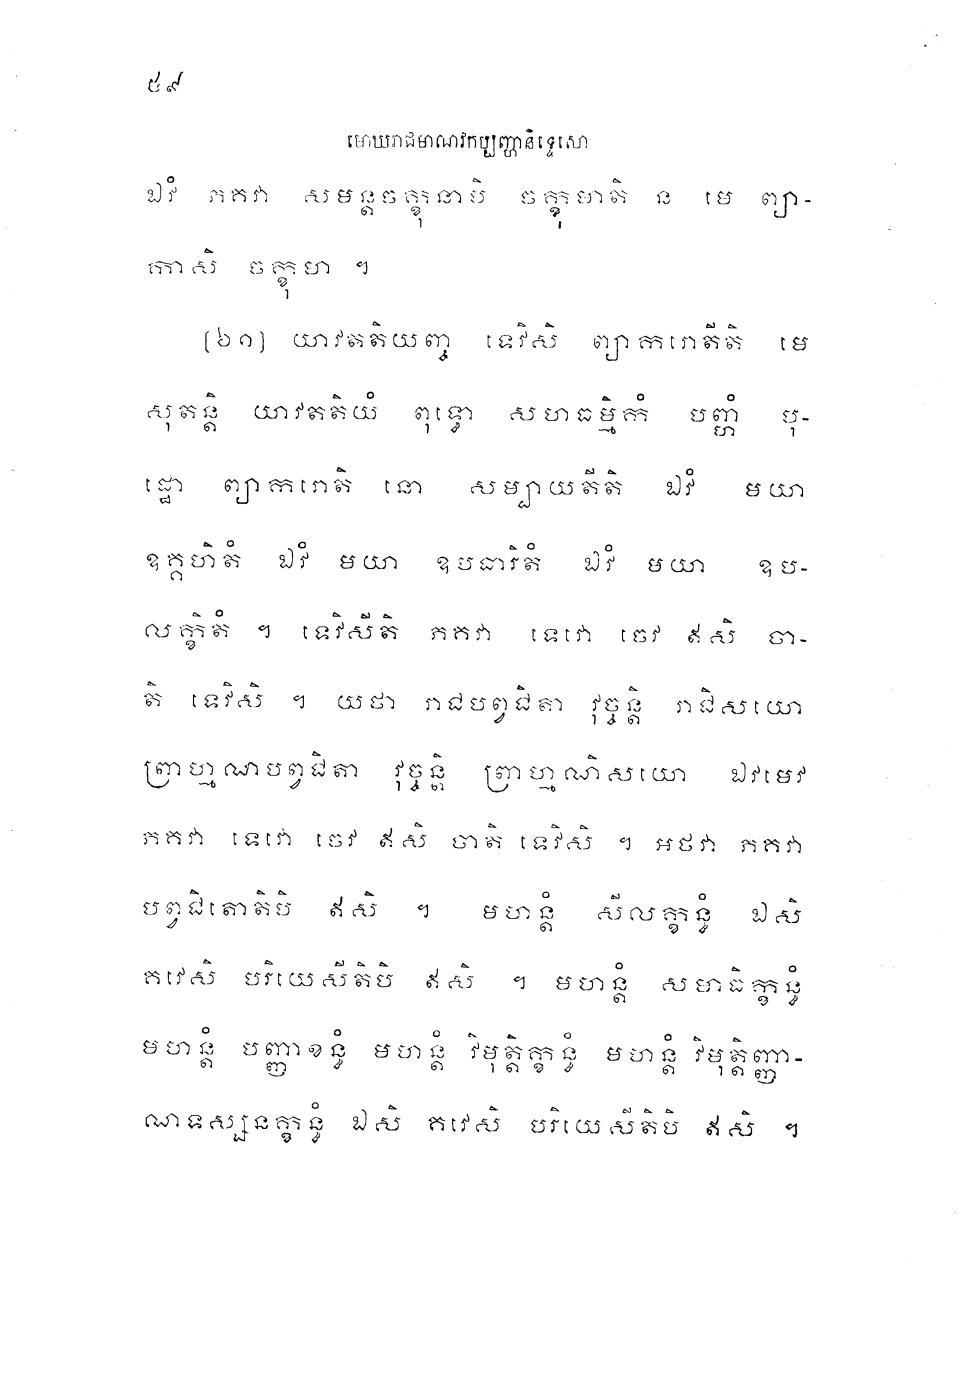 ៥៩
មោឃរាជមាណវកប្បញ្ហានិទ្ទេសោ
ឯវំ ភគវា សមន្តចក្ខុនាបិ ចក្ខុមាតិ ន មេ ព្យា-
កាសិ ចក្ខុមា ។
(៦១) យាវតតិយញ្ច ទេវិសិ ព្យាករោតីតិ មេ
សុតន្តិ យាវតតិយំ ពុទ្ធោ សហធម្មិកំ បញ្ហំ បុ-
ដ្ឋោ ព្យាករោតិ នោ សម្បាយតីតិ ឯវំ មយា
ឧគ្គហិតំ ឯវំ មយា ឧបធារិតំ ឯវំ មយា ឧប-
លក្ខិតំ ។ ទេវិសីតិ ភគវា ទេវោ ចេវ ឥសិ ចា-
តិ ទេវិសិ ។ យថា រាជបព្វជិតា វុច្ចន្តិ រាជិសយោ
ព្រាហ្មណបព្វជិតា វុច្ចន្តិ ព្រាហ្មណិសយោ ឯវមេវ
ភគវា ទេវោ ចេវ ឥសិ ចាតិ ទេវិសិ ។ អថវា ភគវា
បព្វជិតោតិបិ ឥសិ ។ មហន្តំ សីលក្ខន្ធំ ឯសិ
គវេសិ បរិយេសីតិបិ ឥសិ ។ មហន្តំ សមាធិក្ខន្ធំ
មហន្តំ បញ្ញាខន្ធំ មហន្តំ វិមុត្តិក្ខន្ធំ មហន្តំ វិមុត្តិញ្ញា-
ណទស្សនក្ខន្ធំ ឯសិ គវេសិ បរិយេសីតិបិ ឥសិ ។